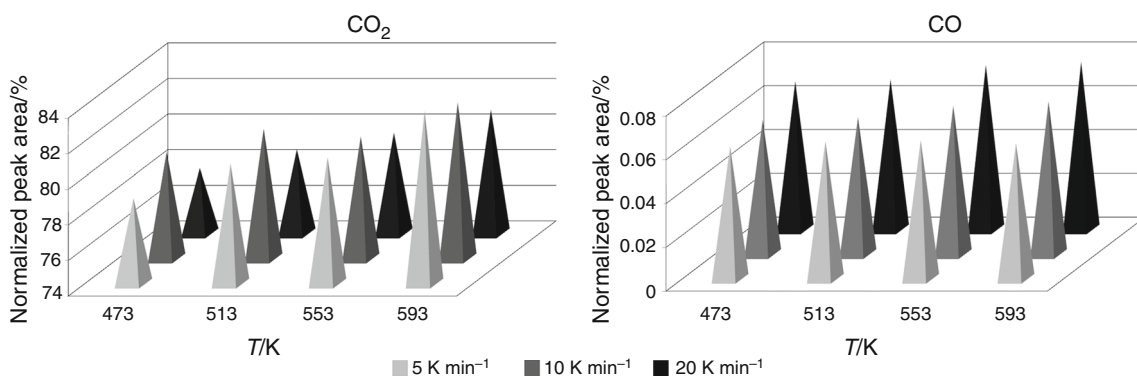 CO₂
Normalized peak area/%
84
82
80
78
76
74
473 513 553 593
T/K
CO
Normalized peak area/%
0.08
0.06
0.04
0.02
0
473 513 553 593
T/K
5 K min⁻¹ 10 K min⁻¹ 20 K min⁻¹